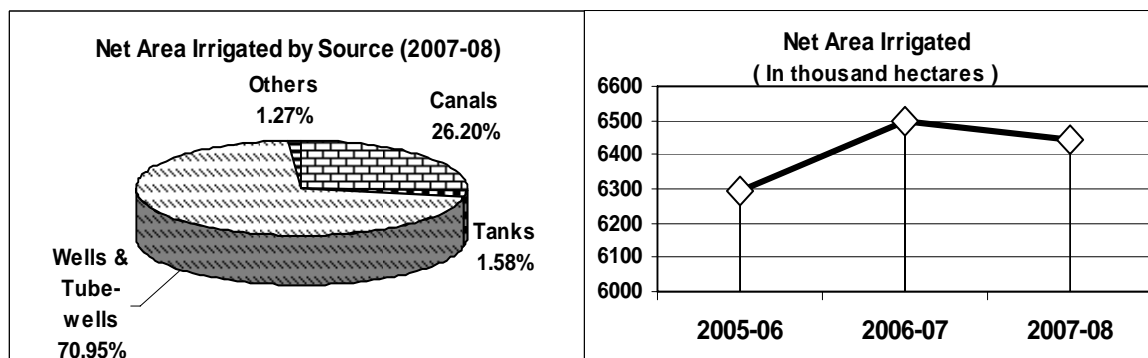 Net Area Irrigated by Source (2007-08)
Others
1.27%
Canals
26.20%
Tanks
1.58%
Wells &
Tube-
wells
70.95%
Net Area Irrigated
( In thousand hectares )
6600
6500
6400
6300
6200
6100
6000
2005-06
2006-07
2007-08